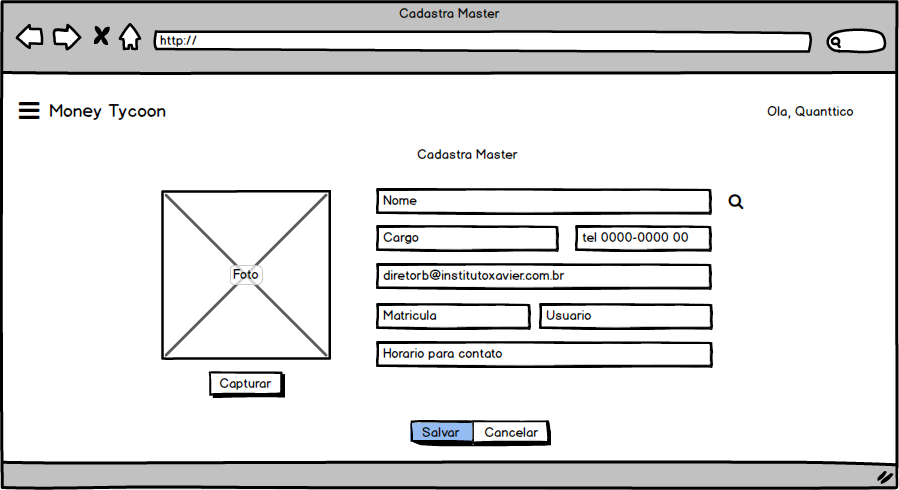 Cadastra Master
http://
Money Tycoon
Ola, Quanttico
Cadastra Master
Nome
Cargo
tel 0000-0000 00
Foto
diretorb@institutoxavier.com.br
Matricula
Usuario
Horario para contato
Capturar
Salvar
Cancelar